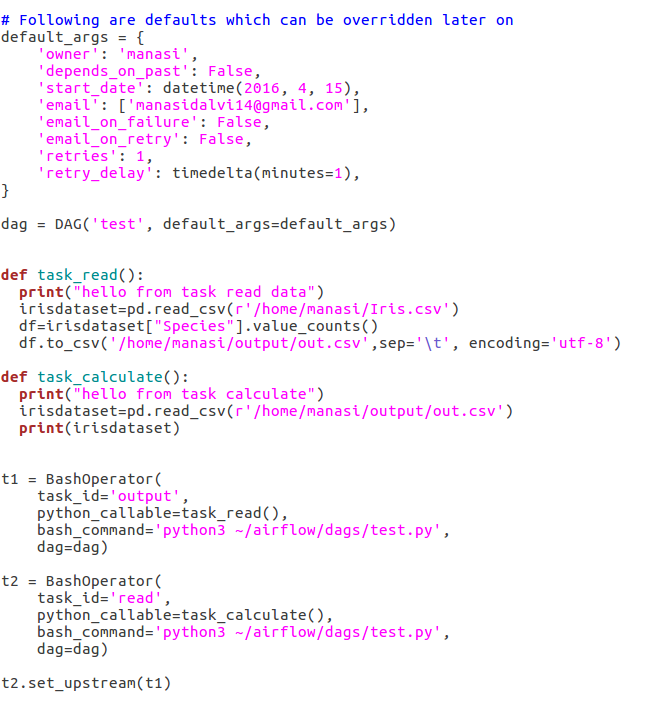 # Following are defaults which can be overridden later on
default_args = {
    'owner': 'manasi',
    'depends_on_past': False,
    'start_date': datetime(2016, 4, 15),
    'email': ['manasidalvi14@gmail.com'],
    'email_on_failure': False,
    'email_on_retry': False,
    'retries': 1,
    'retry_delay': timedelta(minutes=1),
}

dag = DAG('test', default_args=default_args)


def task_read():
  print("hello from task read data")
  irisdataset=pd.read_csv(r'/home/manasi/Iris.csv')
  df=irisdataset["Species"].value_counts()
  df.to_csv('/home/manasi/output/out.csv',sep='\t', encoding='utf-8')

def task_calculate():
  print("hello from task calculate")
  irisdataset=pd.read_csv(r'/home/manasi/output/out.csv')
  print(irisdataset)


t1 = BashOperator(
    task_id='output',
    python_callable=task_read(),
    bash_command='python3 ~/airflow/dags/test.py',
    dag=dag)

t2 = BashOperator(
    task_id='read',
    python_callable=task_calculate(),
    bash_command='python3 ~/airflow/dags/test.py',
    dag=dag)

t2.set_upstream(t1)